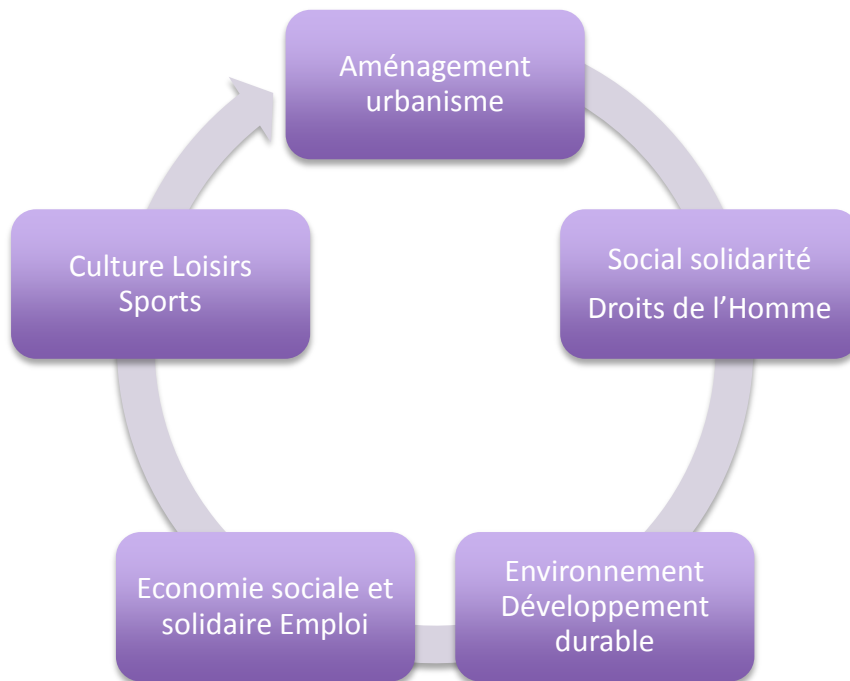 Aménagement
urbanisme
Social solidarité
Droits de l’Homme
Environnement
Développement
durable
Economie sociale et
solidaire Emploi
Culture Loisirs
Sports